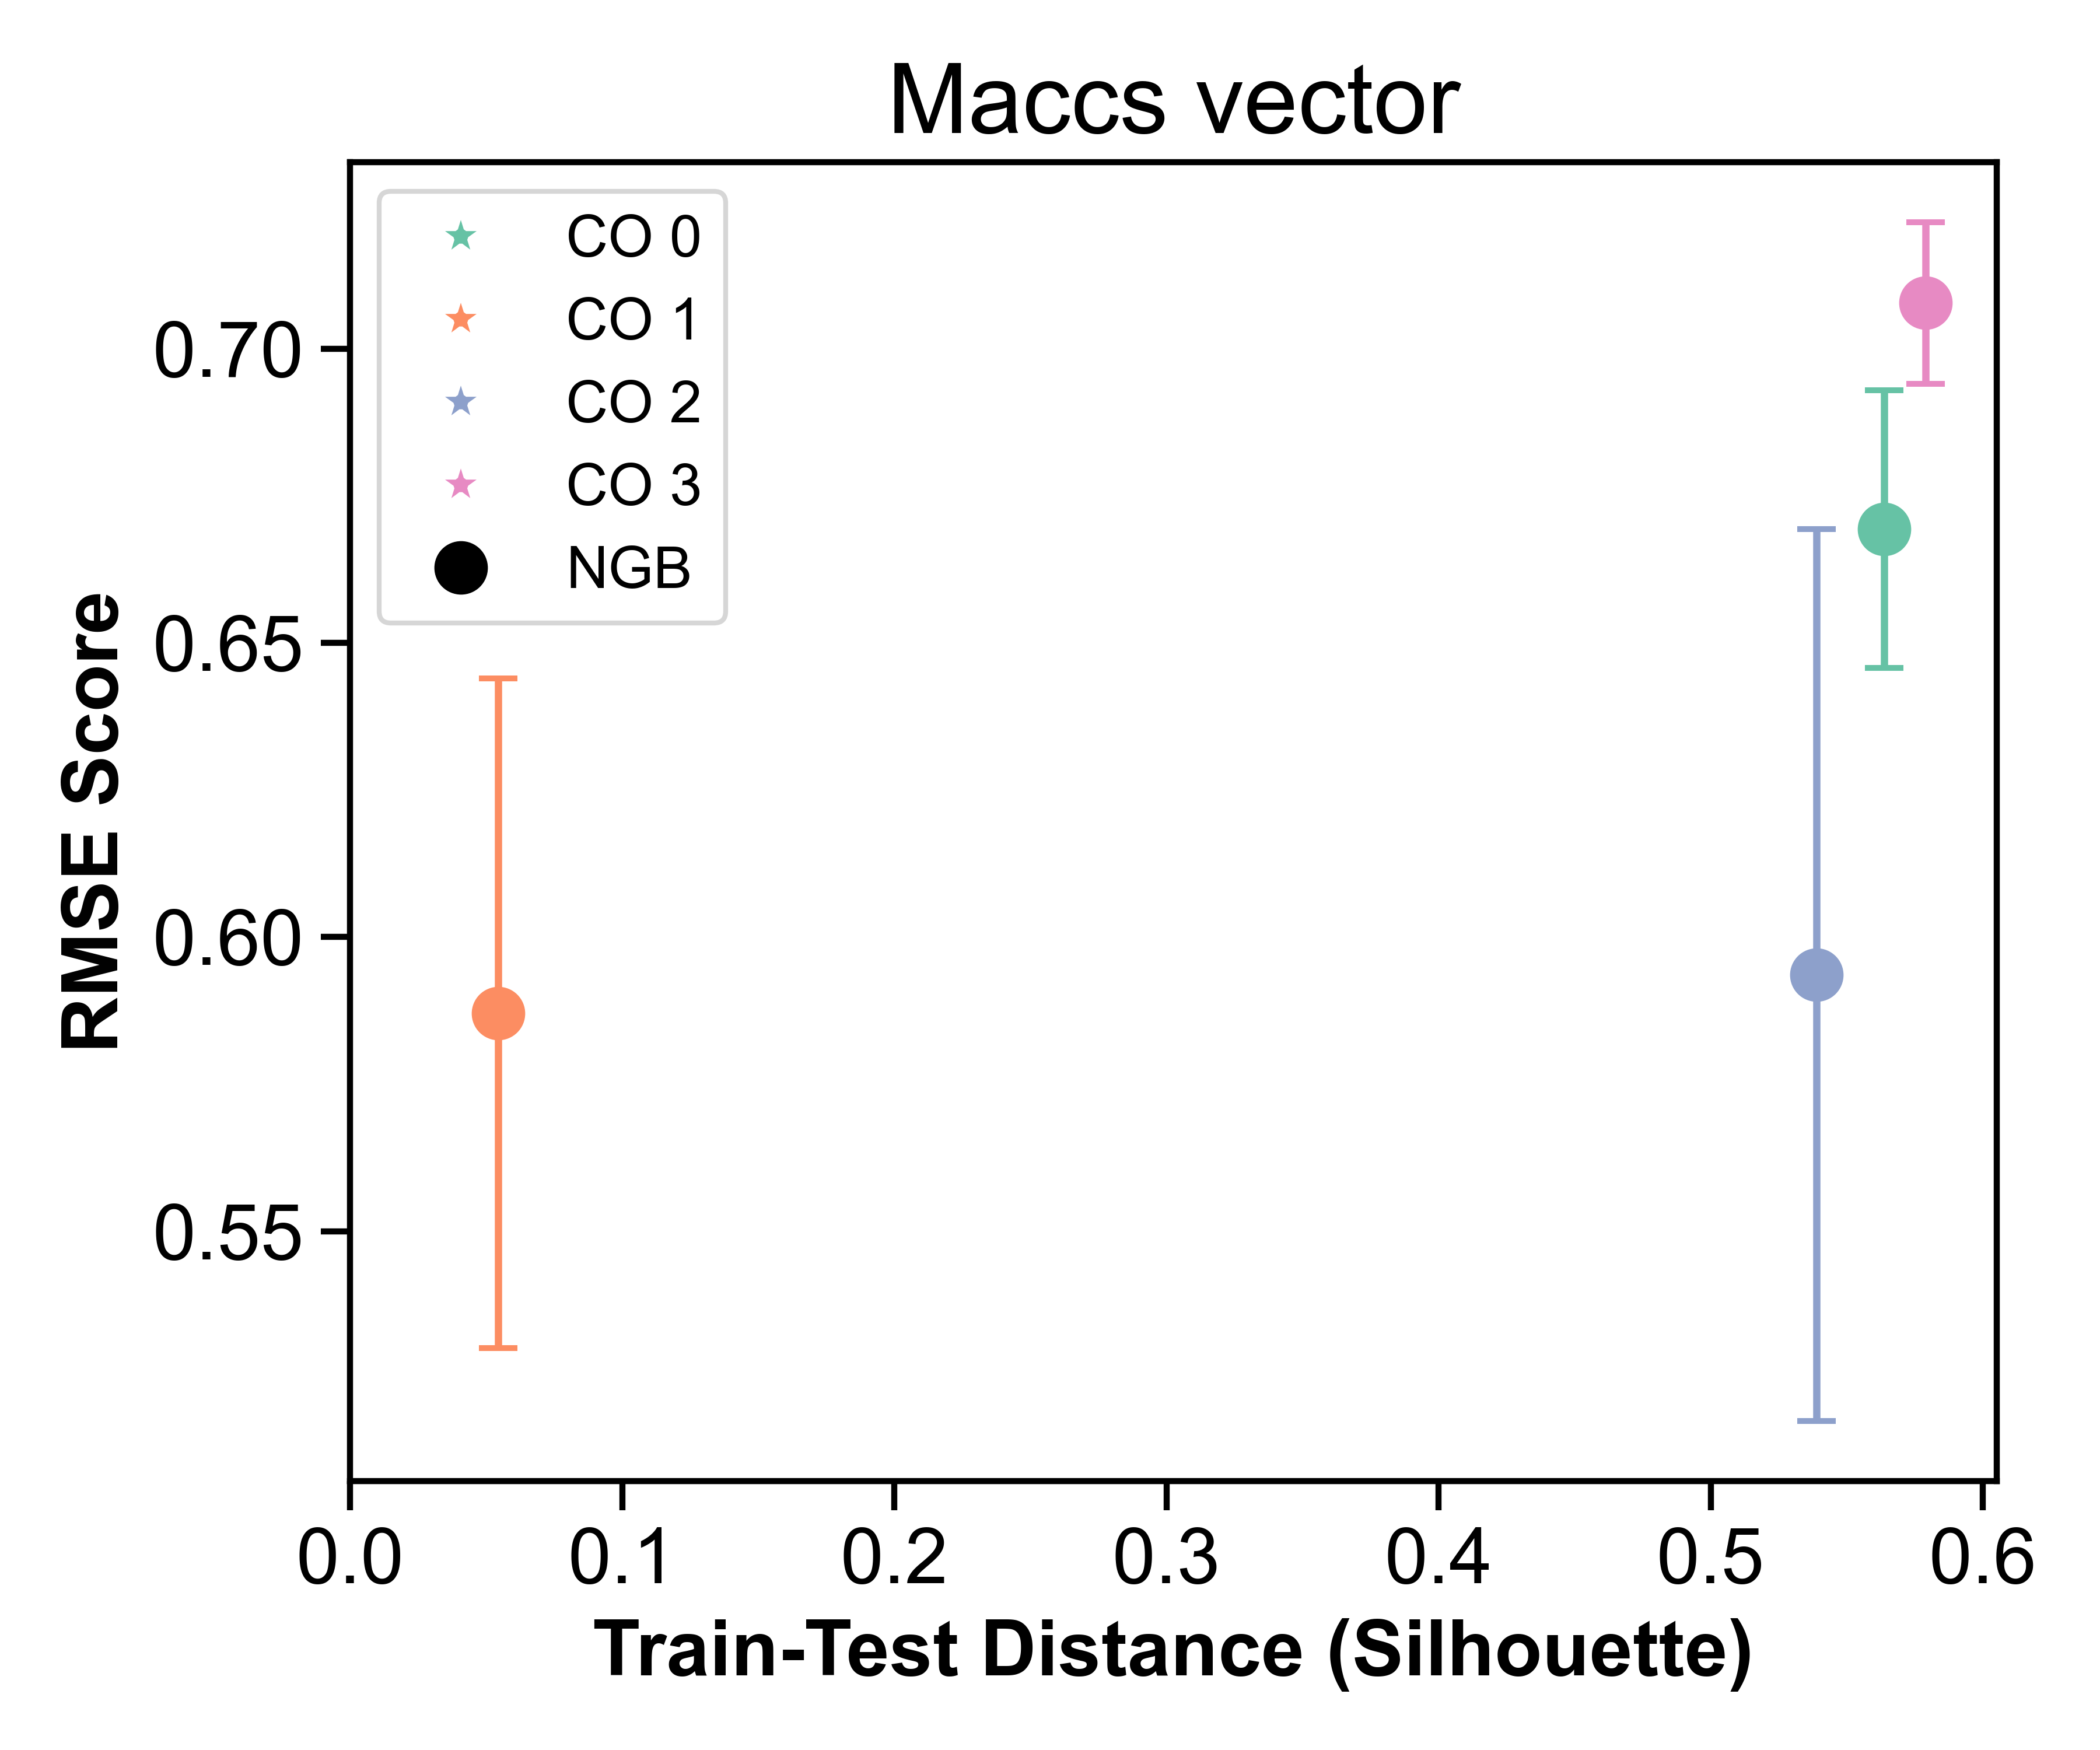 Maccs vector
CO 0
CO 1
CO 2
CO 3
NGB
RMSE Score
0.70
0.65
0.60
0.55
0.0 0.1 0.2 0.3 0.4 0.5 0.6
Train-Test Distance (Silhouette)